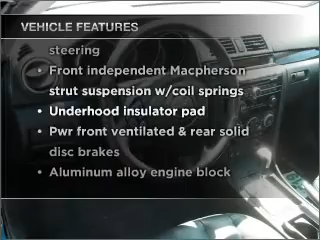 VEHICLE FEATURES
steering
• Front independent Macpherson
strut suspension w/coil springs
• Underhood insulator pad
• Pwr front ventilated & rear solid
disc brakes
• Aluminum alloy engine block